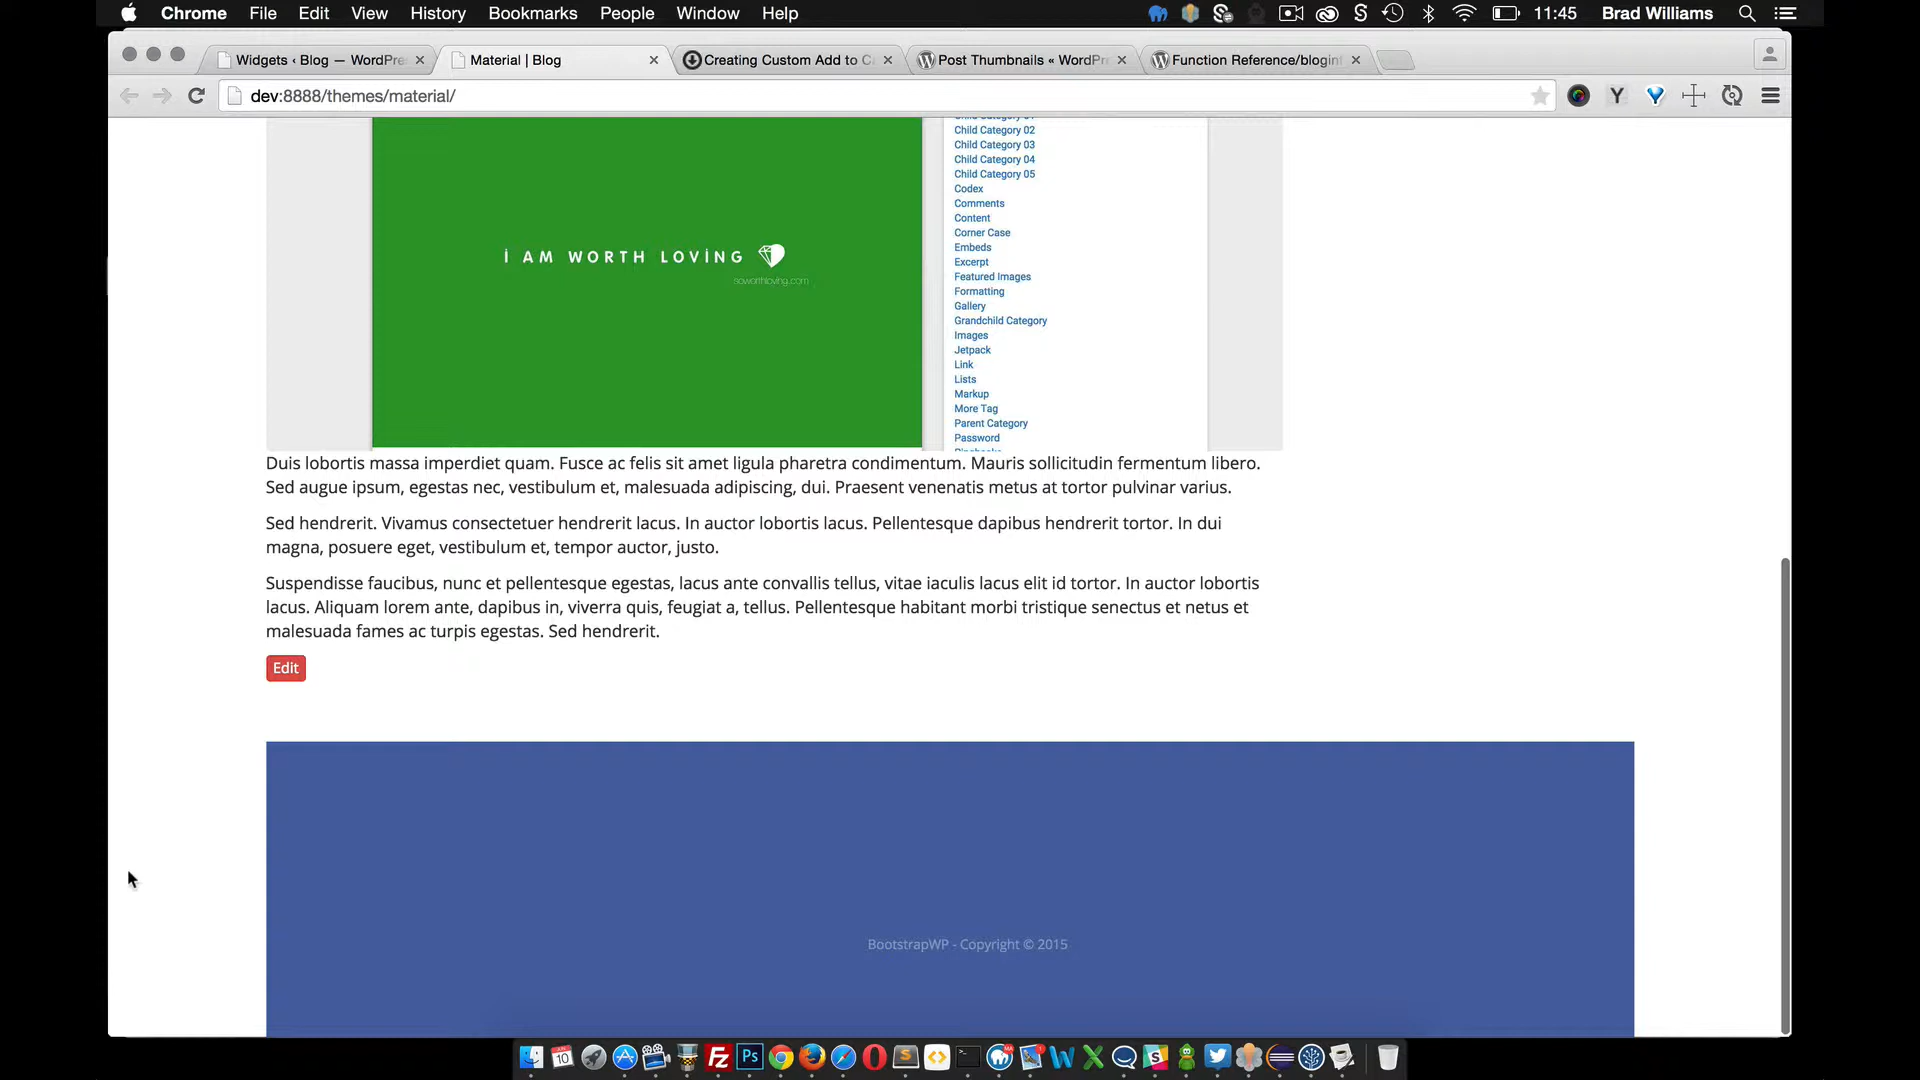 Chrome File Edit View History Bookmarks People Window Help 11:45 Brad Williams
Widgets ‹ Blog — WordPre
Material | Blog
Creating Custom Add to C
Post Thumbnails « WordPr
Function Reference/blogin
dev:8888/themes/material/
Child Category 02
Child Category 03
Child Category 04
Child Category 05
Codex
Comments
Content
Corner Case
Embeds
Excerpt
Featured Images
Formatting
Gallery
Grandchild Category
Images
Jetpack
Link
Lists
Markup
More Tag
Parent Category
Password
I AM WORTH LOVING
soworthloving.com
Duis lobortis massa imperdiet quam. Fusce ac felis sit amet ligula pharetra condimentum. Mauris sollicitudin fermentum libero.
Sed augue ipsum, egestas nec, vestibulum et, malesuada adipiscing, dui. Praesent venenatis metus at tortor pulvinar varius.
Sed hendrerit. Vivamus consectetuer hendrerit lacus. In auctor lobortis lacus. Pellentesque dapibus hendrerit tortor. In dui
magna, posuere eget, vestibulum et, tempor auctor, justo.
Suspendisse faucibus, nunc et pellentesque egestas, lacus ante convallis tellus, vitae iaculis lacus elit id tortor. In auctor lobortis
lacus. Aliquam lorem ante, dapibus in, viverra quis, feugiat a, tellus. Pellentesque habitant morbi tristique senectus et netus et
malesuada fames ac turpis egestas. Sed hendrerit.
Edit
BootstrapWP - Copyright © 2015